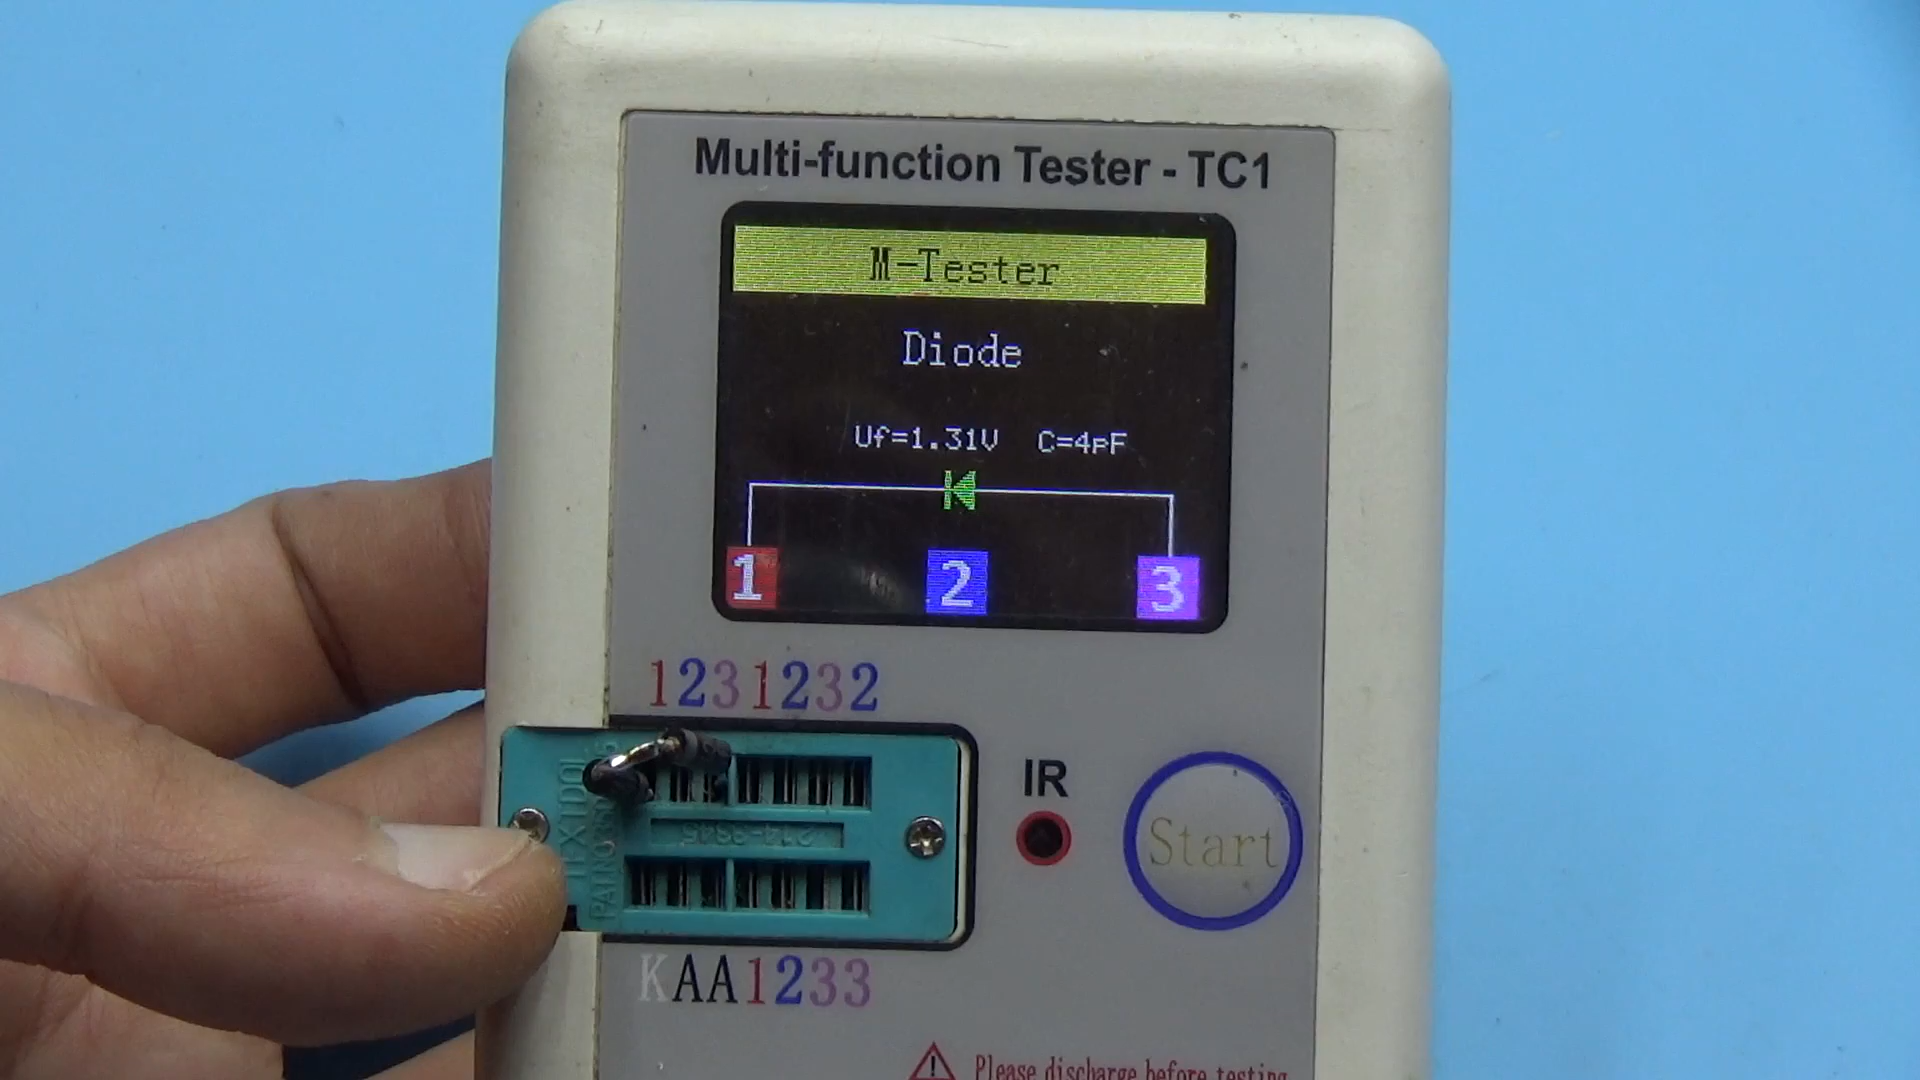 Multi-function Tester - TC1
M-Tester
Diode
Uf=1.31V C=4pF
1 2 3
1231232
IR
Start
KAA1233
Please discharge before testing